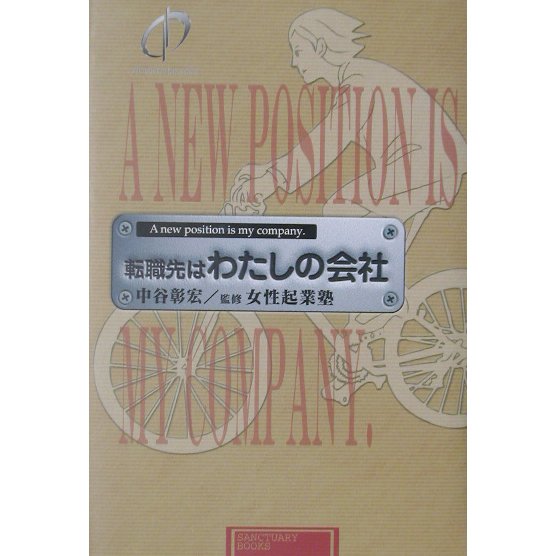 A NEW POSITION IS
A new position is my company.
転職先はわたしの会社
中谷彰宏／監修 女性起業塾
MY COMPANY.
SANCTUARY
BOOKS